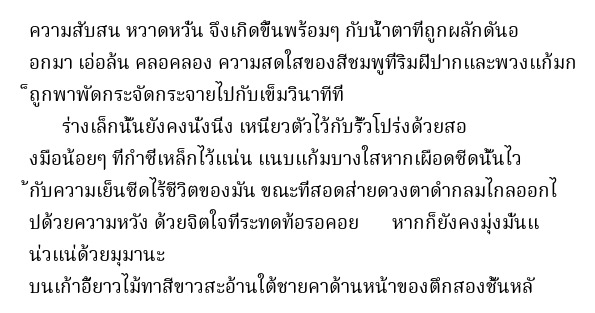 ความสับสน หวาดหวั่น จึงเกิดขึ้นพร้อมๆ กับน้ำตาที่ถูกผลักดันอ
อกมา เอ่อล้น คลอคลอง ความสดใสของสีชมพูที่ริมฝีปากและพวงแก้มก
็ถูกพาพัดกระจัดกระจายไปกับเข็มวินาทีที่
ร่างเล็กนั้นยังคงนั่งนิ่ง เหนี่ยวตัวไว้กับรั้วโปร่งด้วยสอ
งมือน้อยๆ ที่กำซี่เหล็กไว้แน่น แนบแก้มบางใสหากเผือดซีดนั้นไว
้กับความเย็นชืดไร้ชีวิตของมัน ขณะที่สอดส่ายดวงตาดำกลมไกลออกไ
ปด้วยความหวัง ด้วยจิตใจที่ระทดท้อรอคอย หากก็ยังคงมุ่งมั่นแ
น่วแน่ด้วยมุมานะ
บนเก้าอี้ยาวไม้ทาสีขาวสะอ้านใต้ชายคาด้านหน้าของตึกสองชั้นหลั